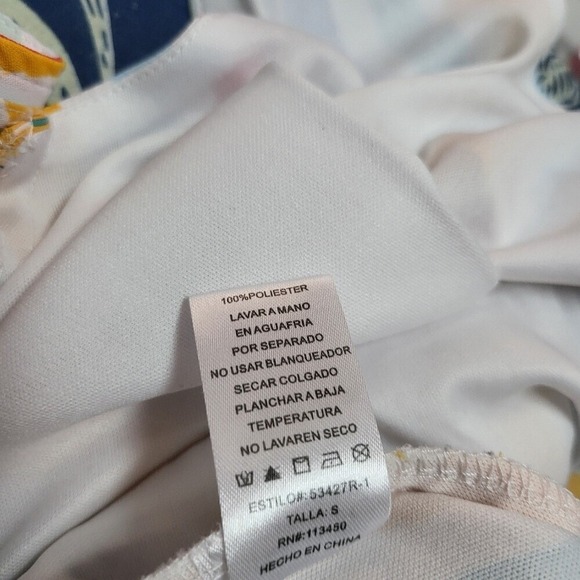 100%POLIESTER
LAVAR A MANO
EN AGUAFRIA
POR SEPARADO
NO USAR BLANQUEADOR
SECAR COLGADO
PLANCHAR A BAJA
TEMPERATURA
NO LAVAREN SECO
ESTILO#:53427R-1
TALLA: S
RN#:113450
HECHO EN CHINA